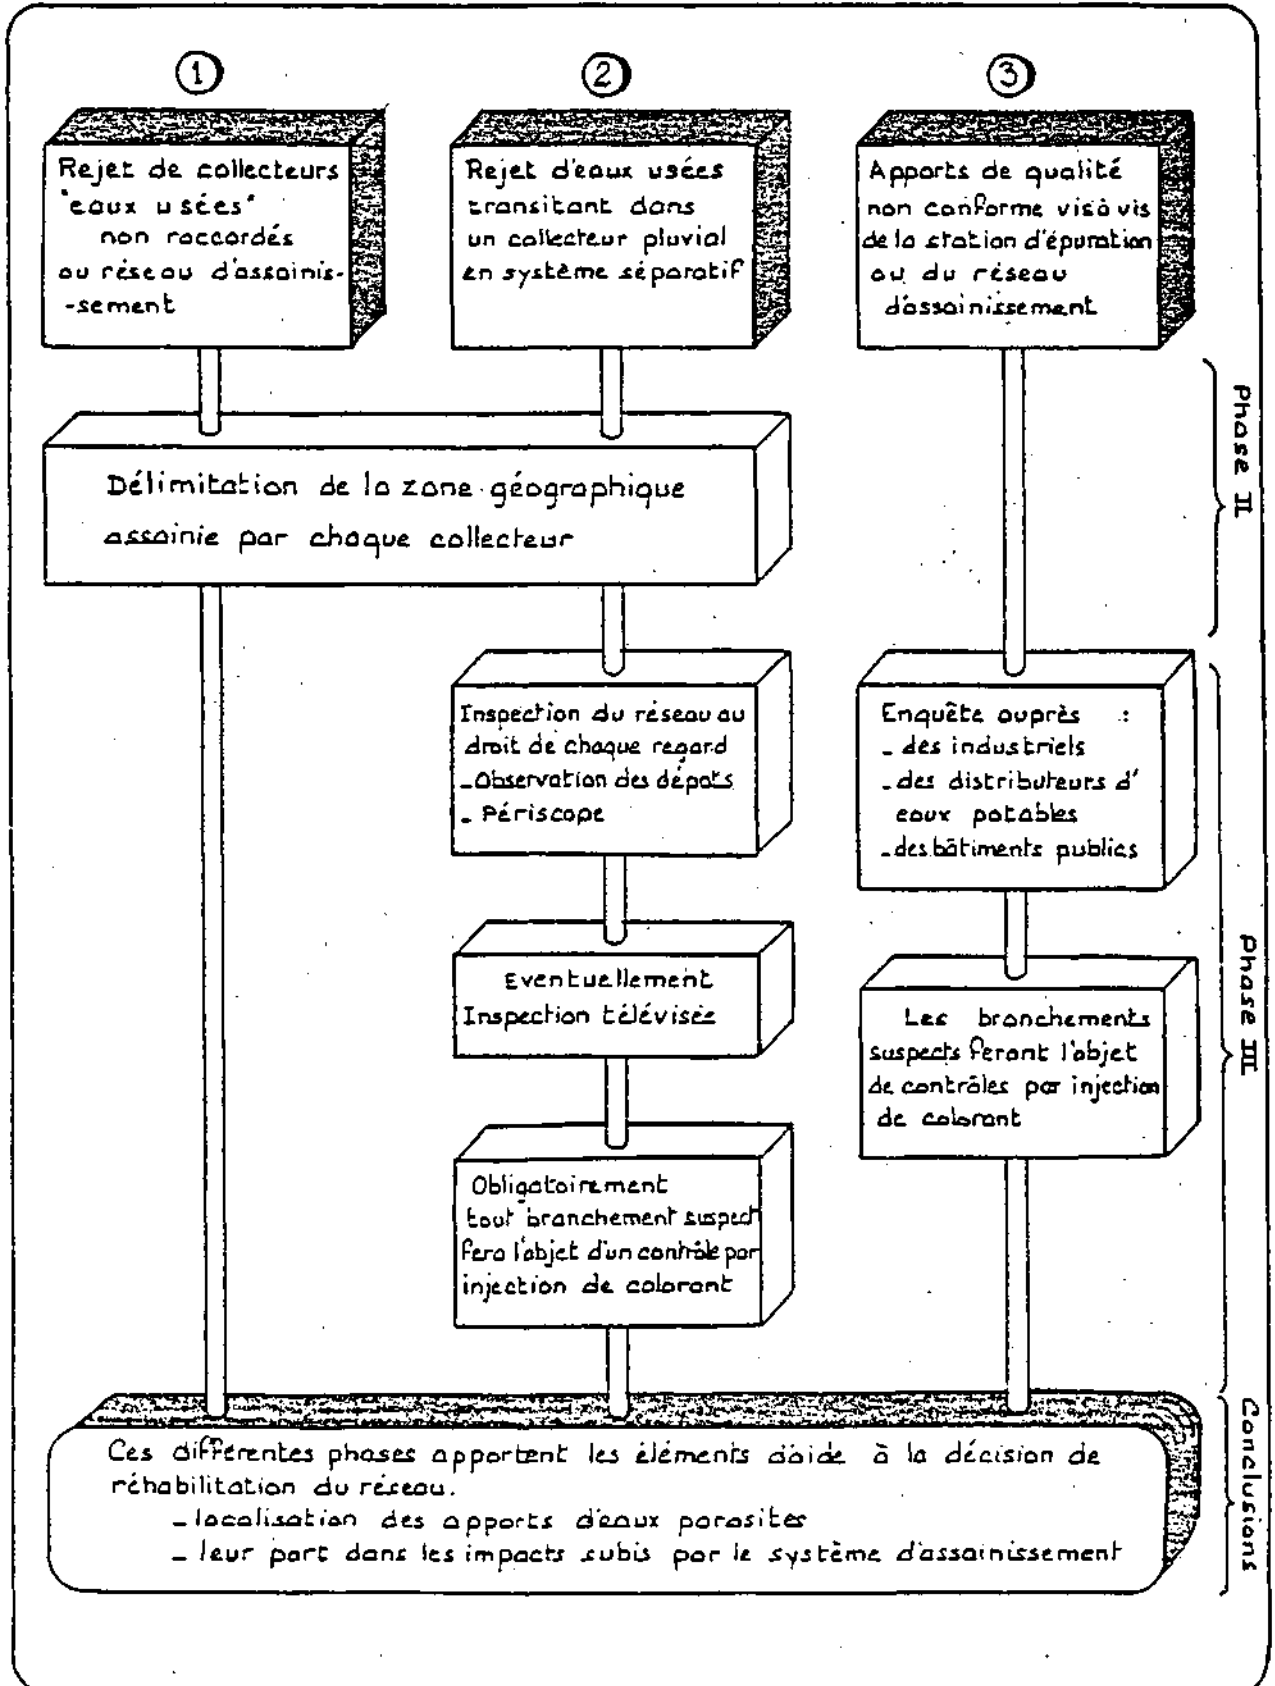 1
2
3
Rejet de collecteurs
"eaux usées"
non raccordés
au réseau d'assainis-
-sement
Rejet d'eaux usées
transitant dans
un collecteur pluvial
en système séparatif
Apports de qualité
non conforme vis à vis
de la station d'épuration
ou du réseau
d'assainissement
Phase II
Délimitation de la zone géographique
assainie par chaque collecteur
Inspection du réseau au
droit de chaque regard
- Observation des dépots
- Périscope
Enquête auprès :
- des industriels
- des distributeurs d'
eaux potables
- des bâtiments publics
Phase III
Eventuellement
Inspection télévisée
Les branchements
suspects feront l'objet
de contrôles par injection
de colorant
Obligatoirement
tout branchement suspect
fera l'objet d'un contrôle par
injection de colorant
Conclusions
Ces différentes phases apportent les éléments d'aide à la décision de
réhabilitation du réseau.
- localisation des apports d'eaux parasites
- leur part dans les impacts subis par le système d'assainissement